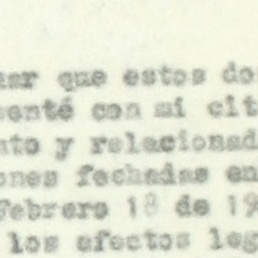 ar que estos do
enté con mi cit
nto y relacionad
ones fechadas en
Febrero 18 de 19
los efectos leg